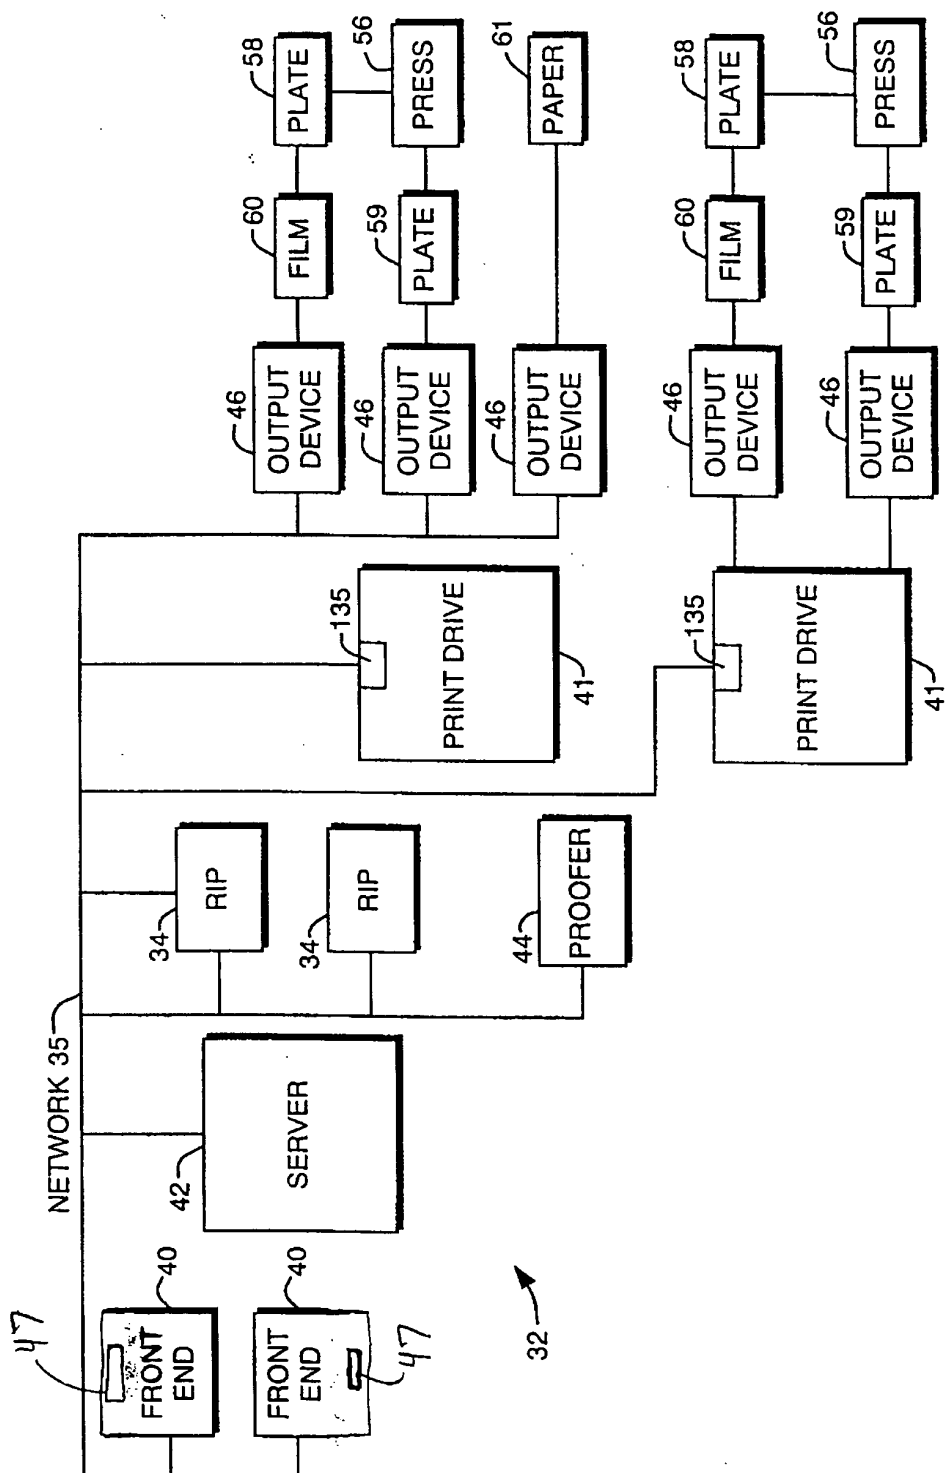 47
NETWORK 35
40
FRONT
END
40
FRONT
END
47
32
42
SERVER
34
RIP
34
RIP
44
PROOFER
135
PRINT DRIVE
41
135
PRINT DRIVE
41
46
OUTPUT
DEVICE
60
FILM
58
PLATE
56
PRESS
46
OUTPUT
DEVICE
59
PLATE
46
OUTPUT
DEVICE
61
PAPER
46
OUTPUT
DEVICE
60
FILM
58
PLATE
56
PRESS
46
OUTPUT
DEVICE
59
PLATE